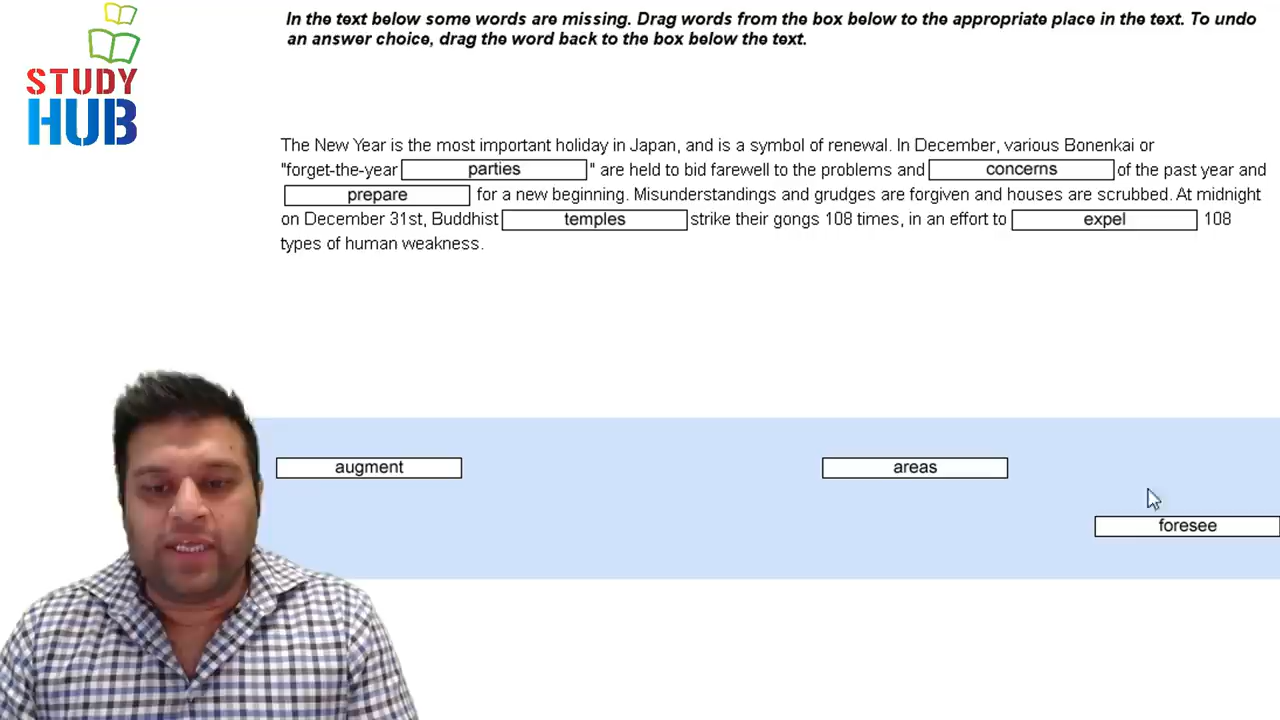 In the text below some words are missing. Drag words from the box below to the appropriate place in the text. To undo
an answer choice, drag the word back to the box below the text.
STUDY
HUB
The New Year is the most important holiday in Japan, and is a symbol of renewal. In December, various Bonenkai or
"forget-the-year parties " are held to bid farewell to the problems and concerns of the past year and
prepare for a new beginning. Misunderstandings and grudges are forgiven and houses are scrubbed. At midnight
on December 31st, Buddhist temples strike their gongs 108 times, in an effort to expel 108
types of human weakness.
augment areas
foresee